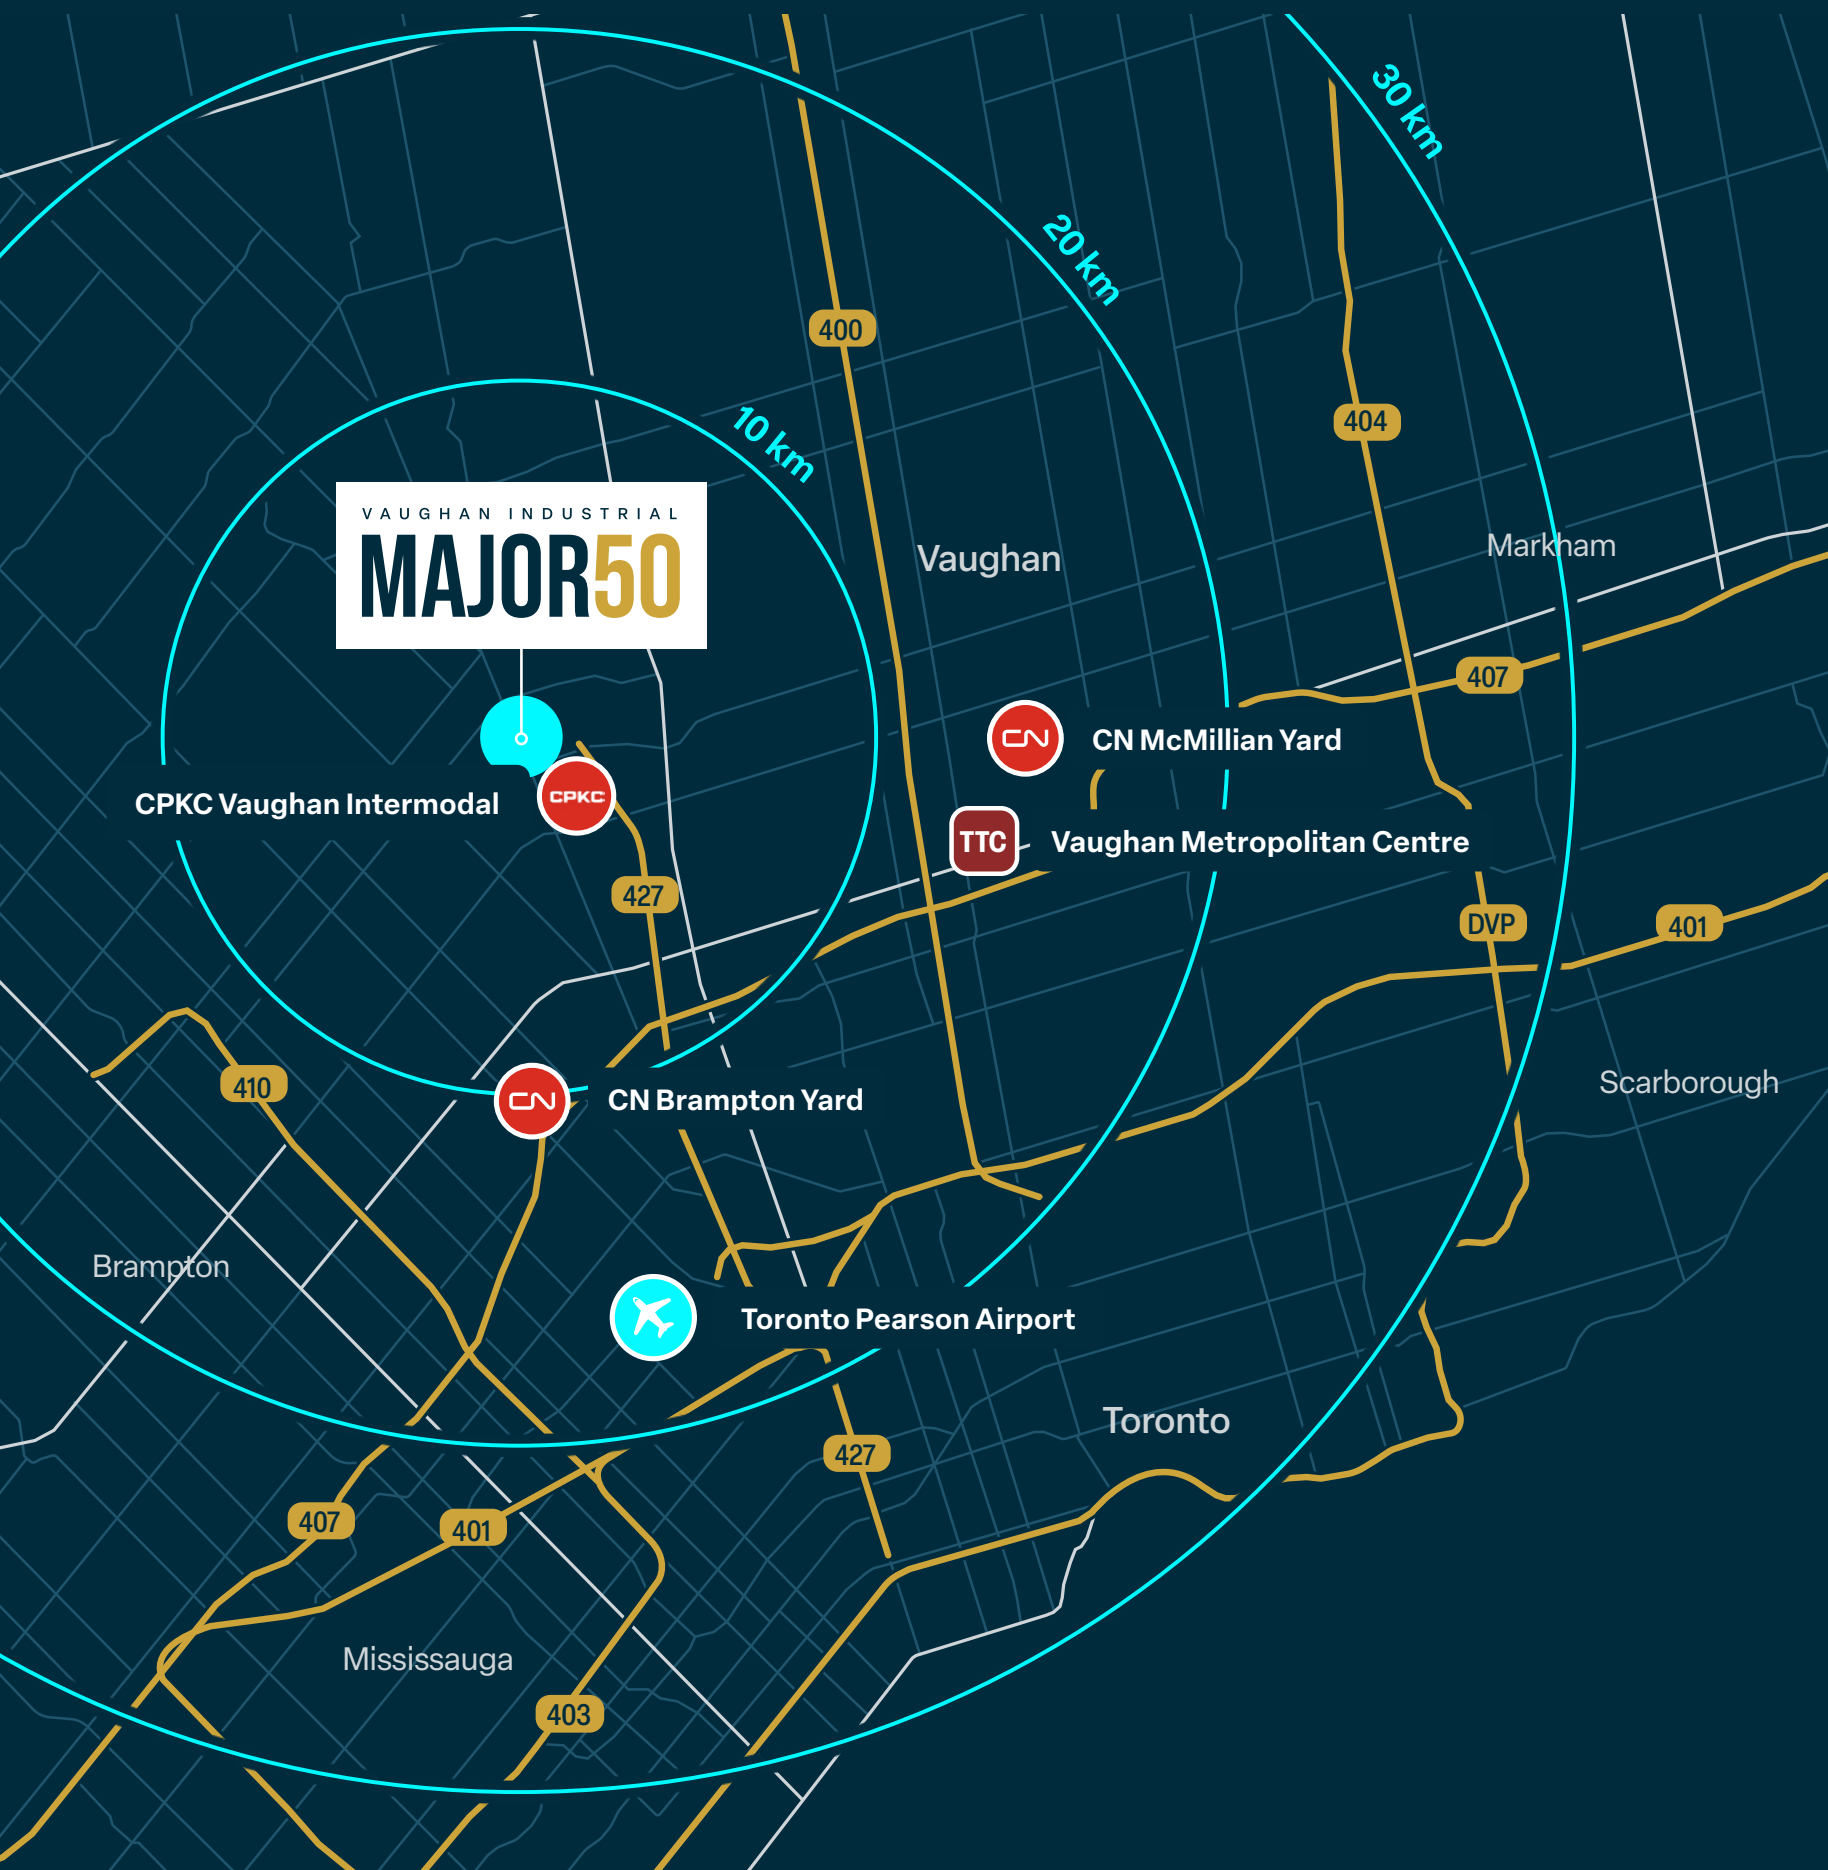 30 km
20 km
400
10 km
404
VAUGHAN INDUSTRIAL
MAJOR50
Vaughan
Markham
407
CN
CN McMillian Yard
CPKC Vaughan Intermodal
CPKC
TTC
Vaughan Metropolitan Centre
427
DVP
401
410
CN
CN Brampton Yard
Scarborough
Brampton
Toronto Pearson Airport
Toronto
427
407
401
Mississauga
403